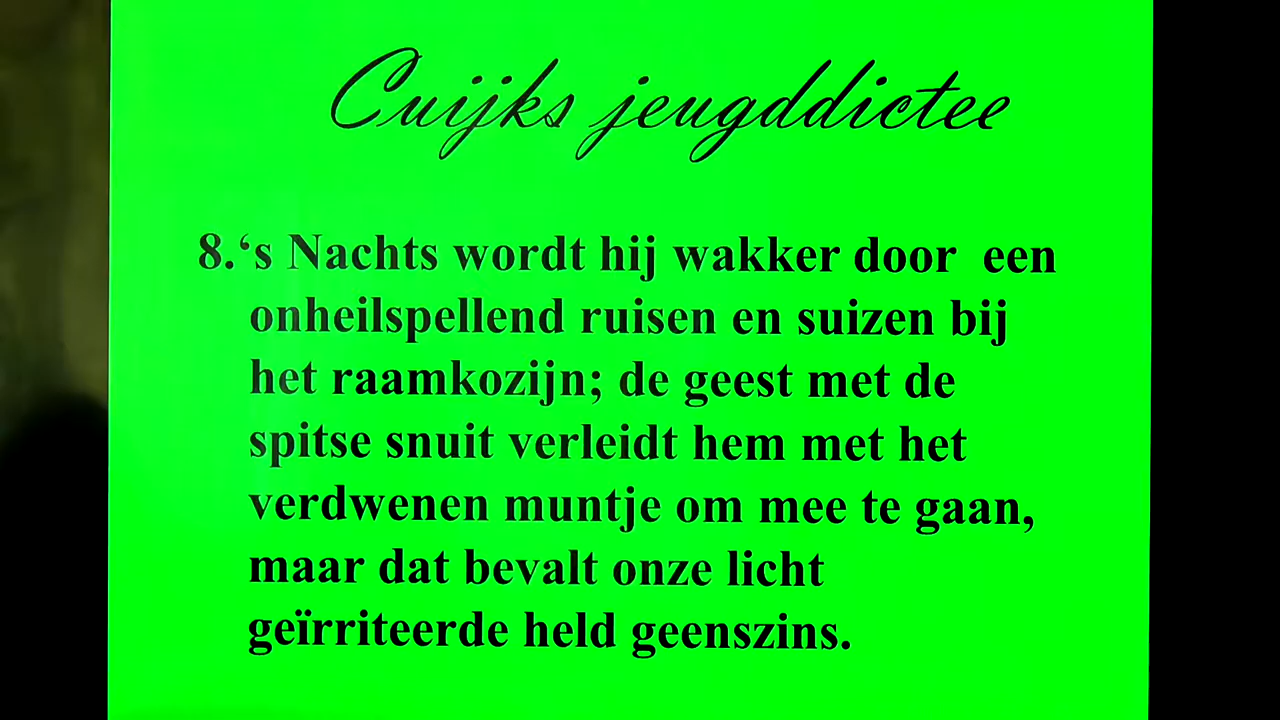 Cuijks jeugddictee
8.‘s Nachts wordt hij wakker door  een
onheilspellend ruisen en suizen bij
het raamkozijn; de geest met de
spitse snuit verleidt hem met het
verdwenen muntje om mee te gaan,
maar dat bevalt onze licht
geïrriteerde held geenszins.